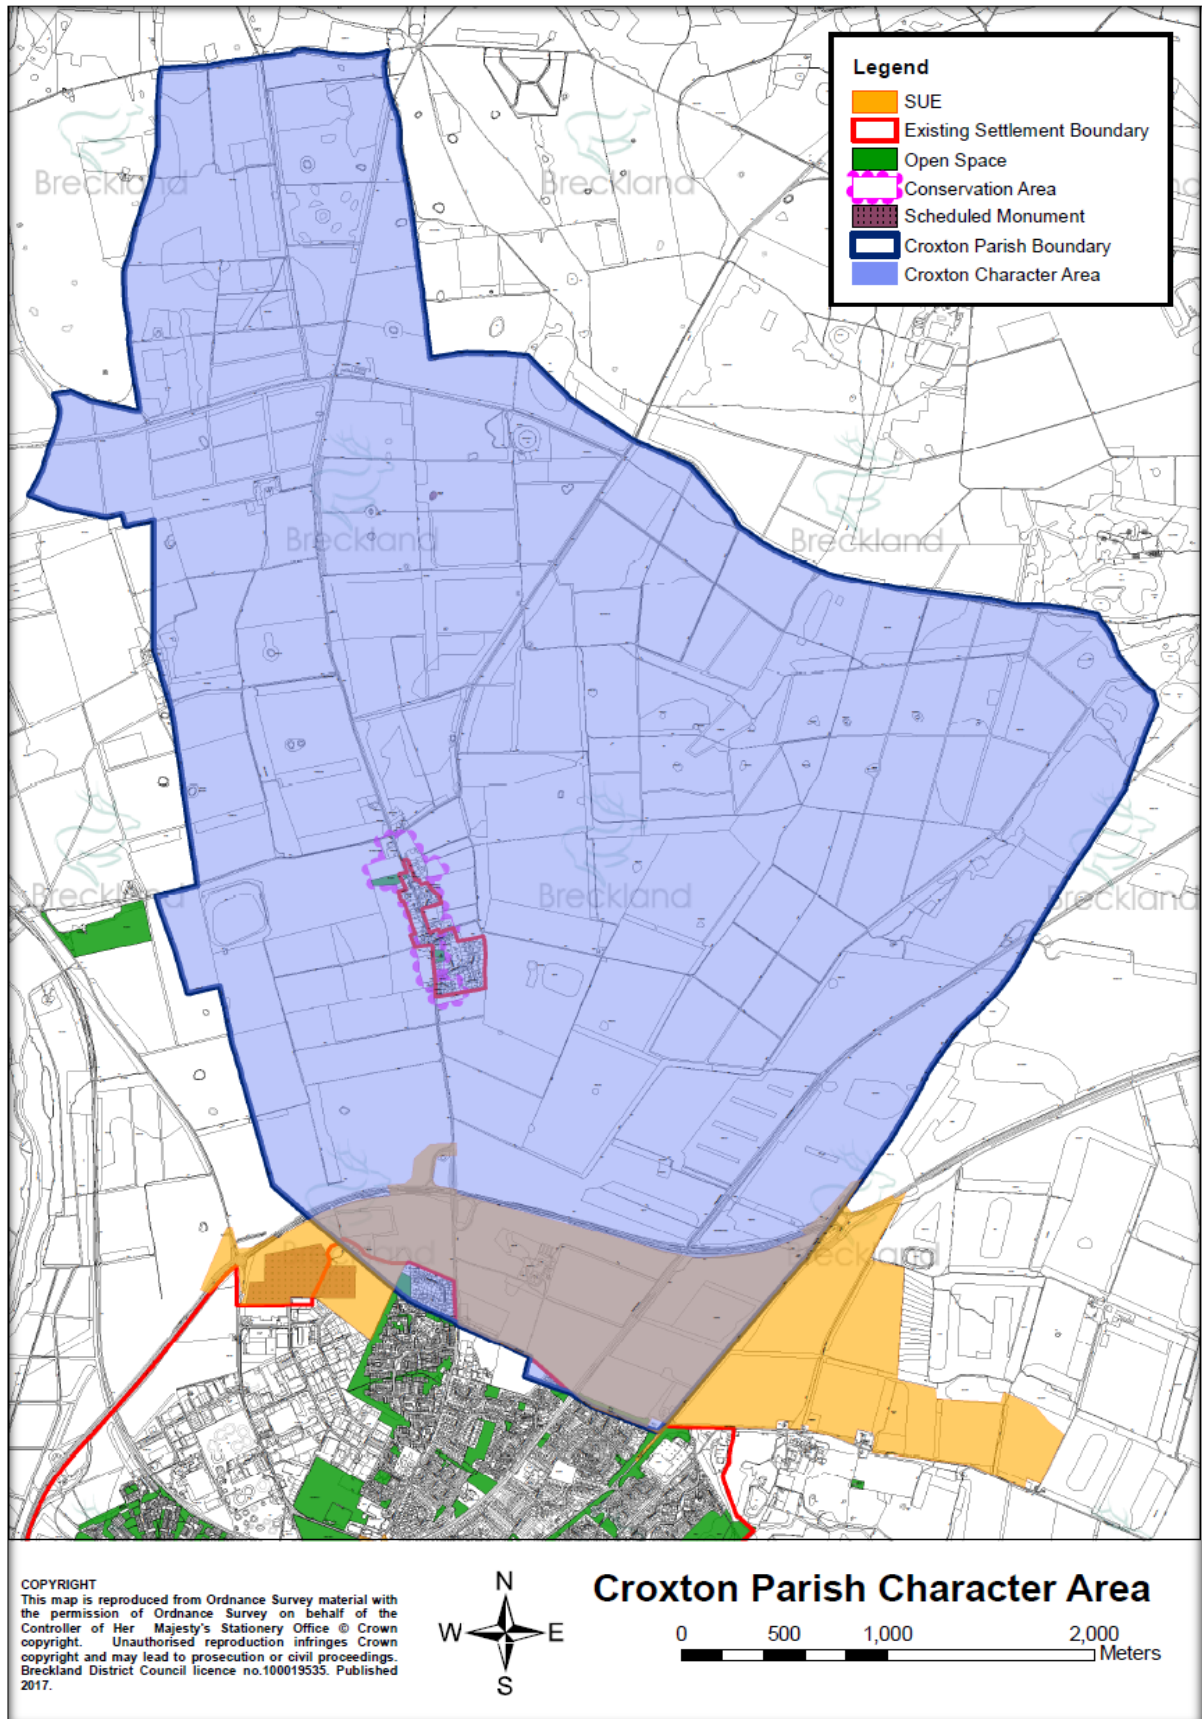 Legend
SUE
Existing Settlement Boundary
Open Space
Conservation Area
Scheduled Monument
Croxton Parish Boundary
Croxton Character Area
Breckland
Breckland
Breckland
Breckland
Breckland
Breckland
Breckland
Breckland
Breckland
COPYRIGHT
This map is reproduced from Ordnance Survey material with
the permission of Ordnance Survey on behalf of the
Controller of Her Majesty's Stationery Office © Crown
copyright. Unauthorised reproduction infringes Crown
copyright and may lead to prosecution or civil proceedings.
Breckland District Council licence no.100019535. Published
2017.
N
W E
S
Croxton Parish Character Area
0 500 1,000 2,000
Meters